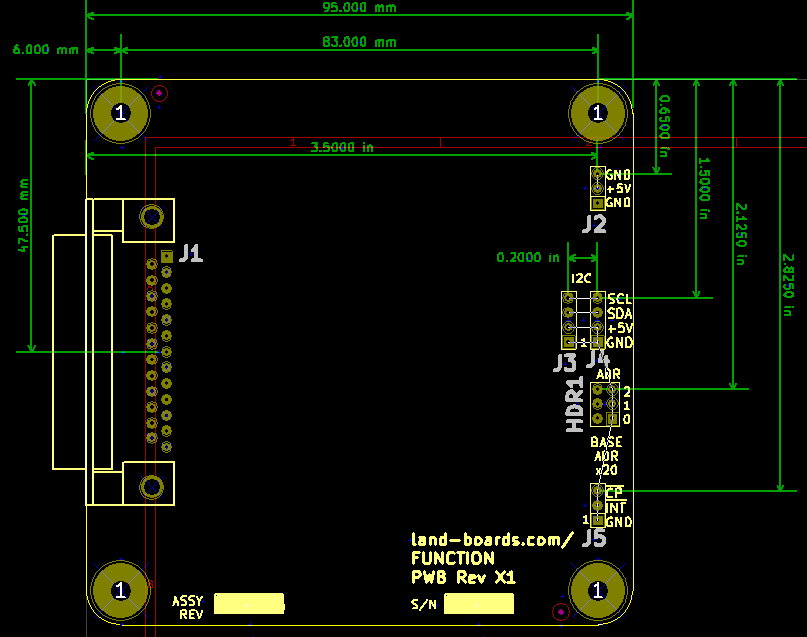 95.000 mm
6.000 mm
83.000 mm
1
1
0.6500 in
1
3.5000 in
GND
+5V
GND
J2
1.5000 in
47.500 mm
2.1250 in
J1
0.2000 in
2.8250 in
I2C
SCL
SDA
+5V
1 GND
J3 J4
ADR
HDR1
2
1
0
BASE
ADR
x20
CP
INT
1 GND
J5
land-boards.com/
FUNCTION
PWB Rev X1
1
1
ASSY
REV
S/N